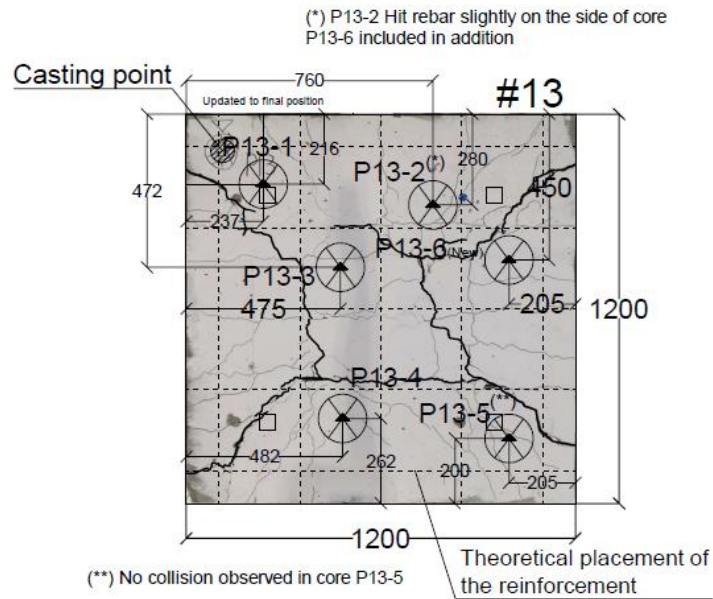 (*) P13-2 Hit rebar slightly on the side of core
P13-6 included in addition
Casting point
760
#13
Updated to final position
P13-1
216
P13-2(*)
280
472
450
237
P13-6(New)
P13-3
475
205
1200
P13-4
P13-5(**)
482
262
200
205
1200
(**) No collision observed in core P13-5
Theoretical placement of
the reinforcement